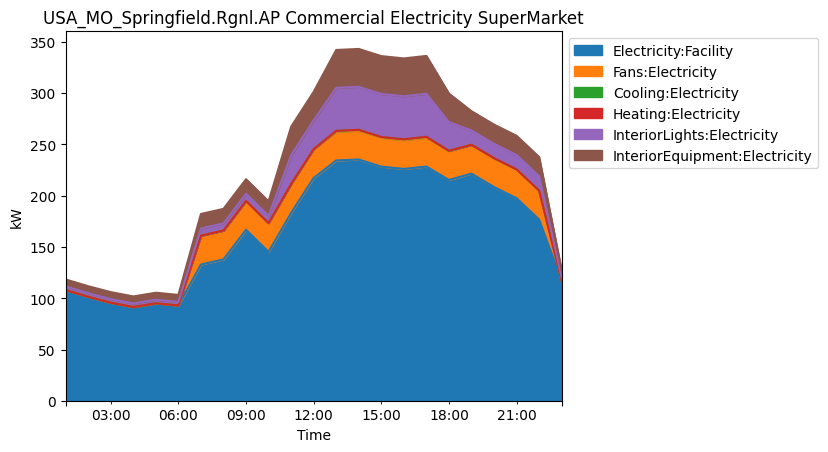 USA_MO_Springfield.Rgnl.AP Commercial Electricity SuperMarket
350
300
250
200
150
100
50
0
kW
03:00 06:00 09:00 12:00 15:00 18:00 21:00
Time
Electricity:Facility
Fans:Electricity
Cooling:Electricity
Heating:Electricity
InteriorLights:Electricity
InteriorEquipment:Electricity